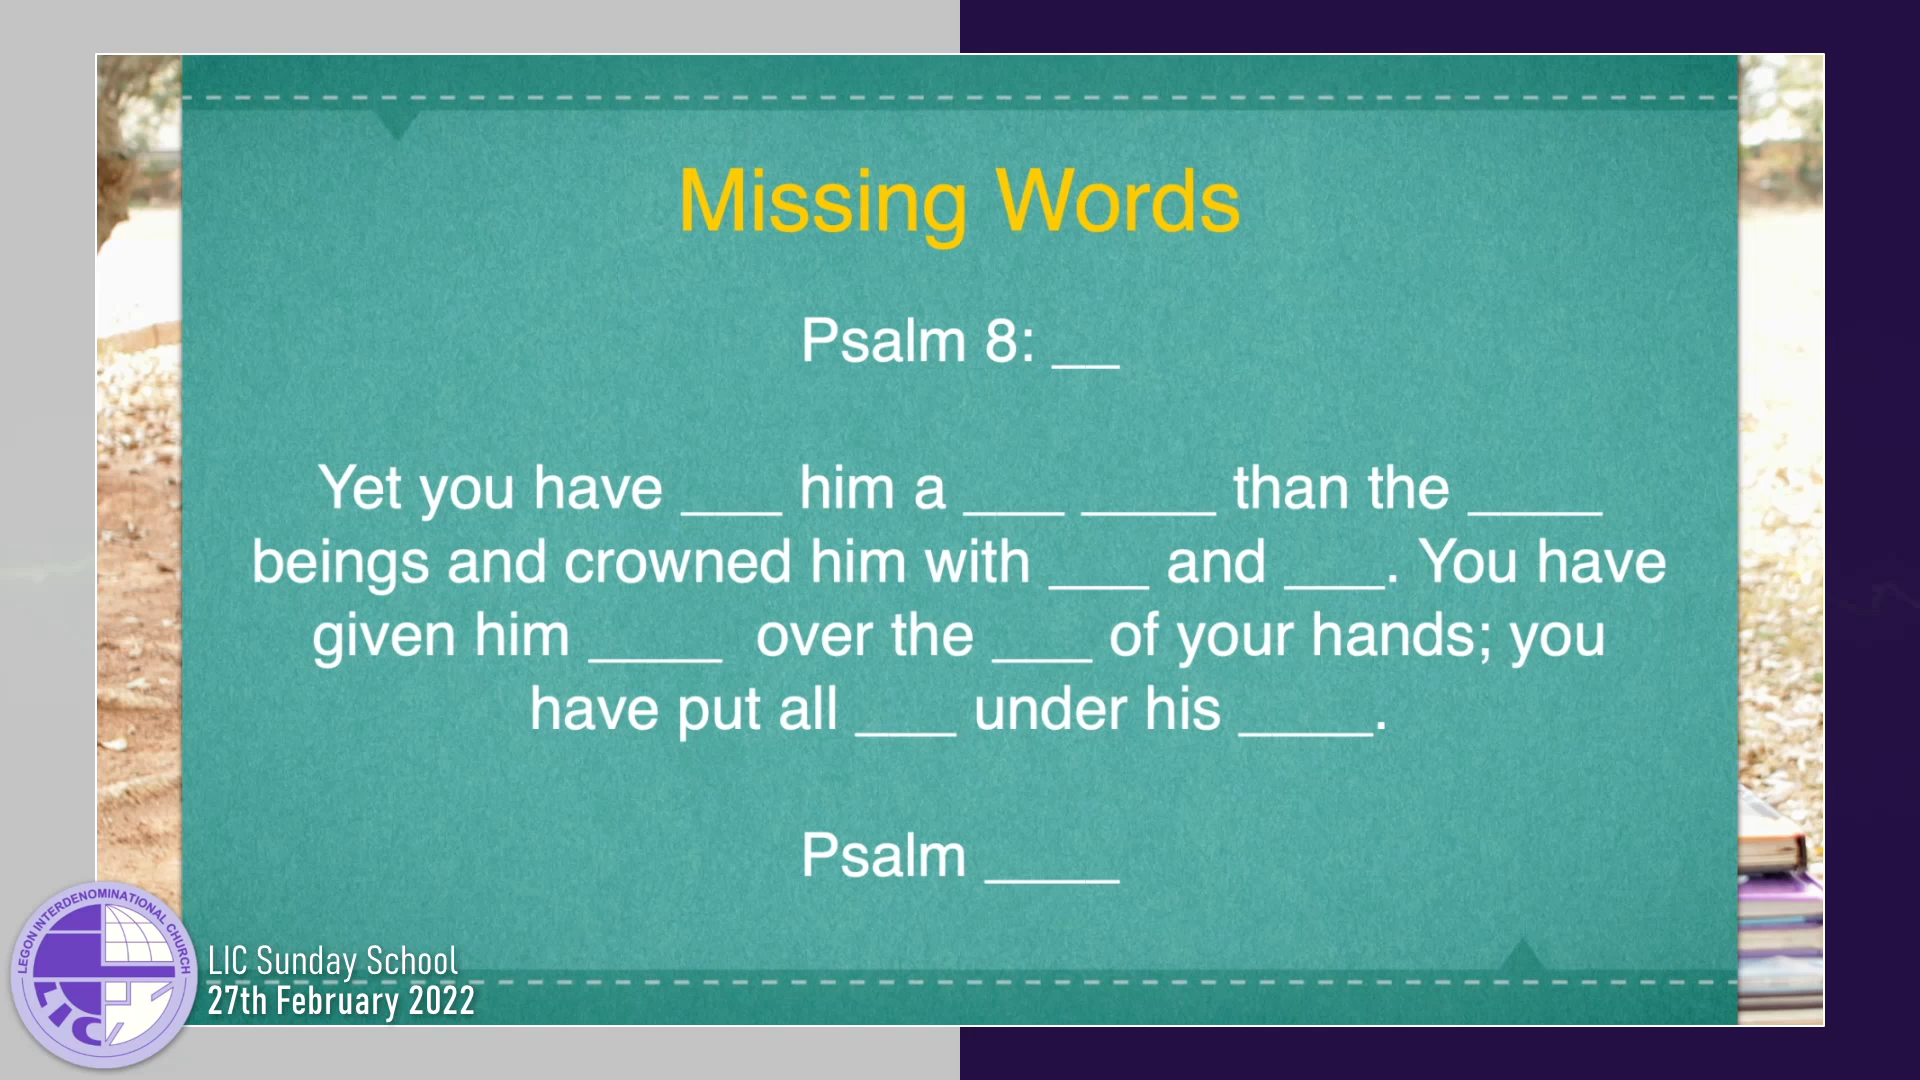 Missing Words
Psalm 8: __
Yet you have ___ him a ___ ____ than the ____
beings and crowned him with ___ and ___. You have
given him ____ over the ___ of your hands; you
have put all ___ under his ____.
Psalm ____
LEGON INTERDENOMINATIONAL CHURCH
LIC
LIC Sunday School
27th February 2022